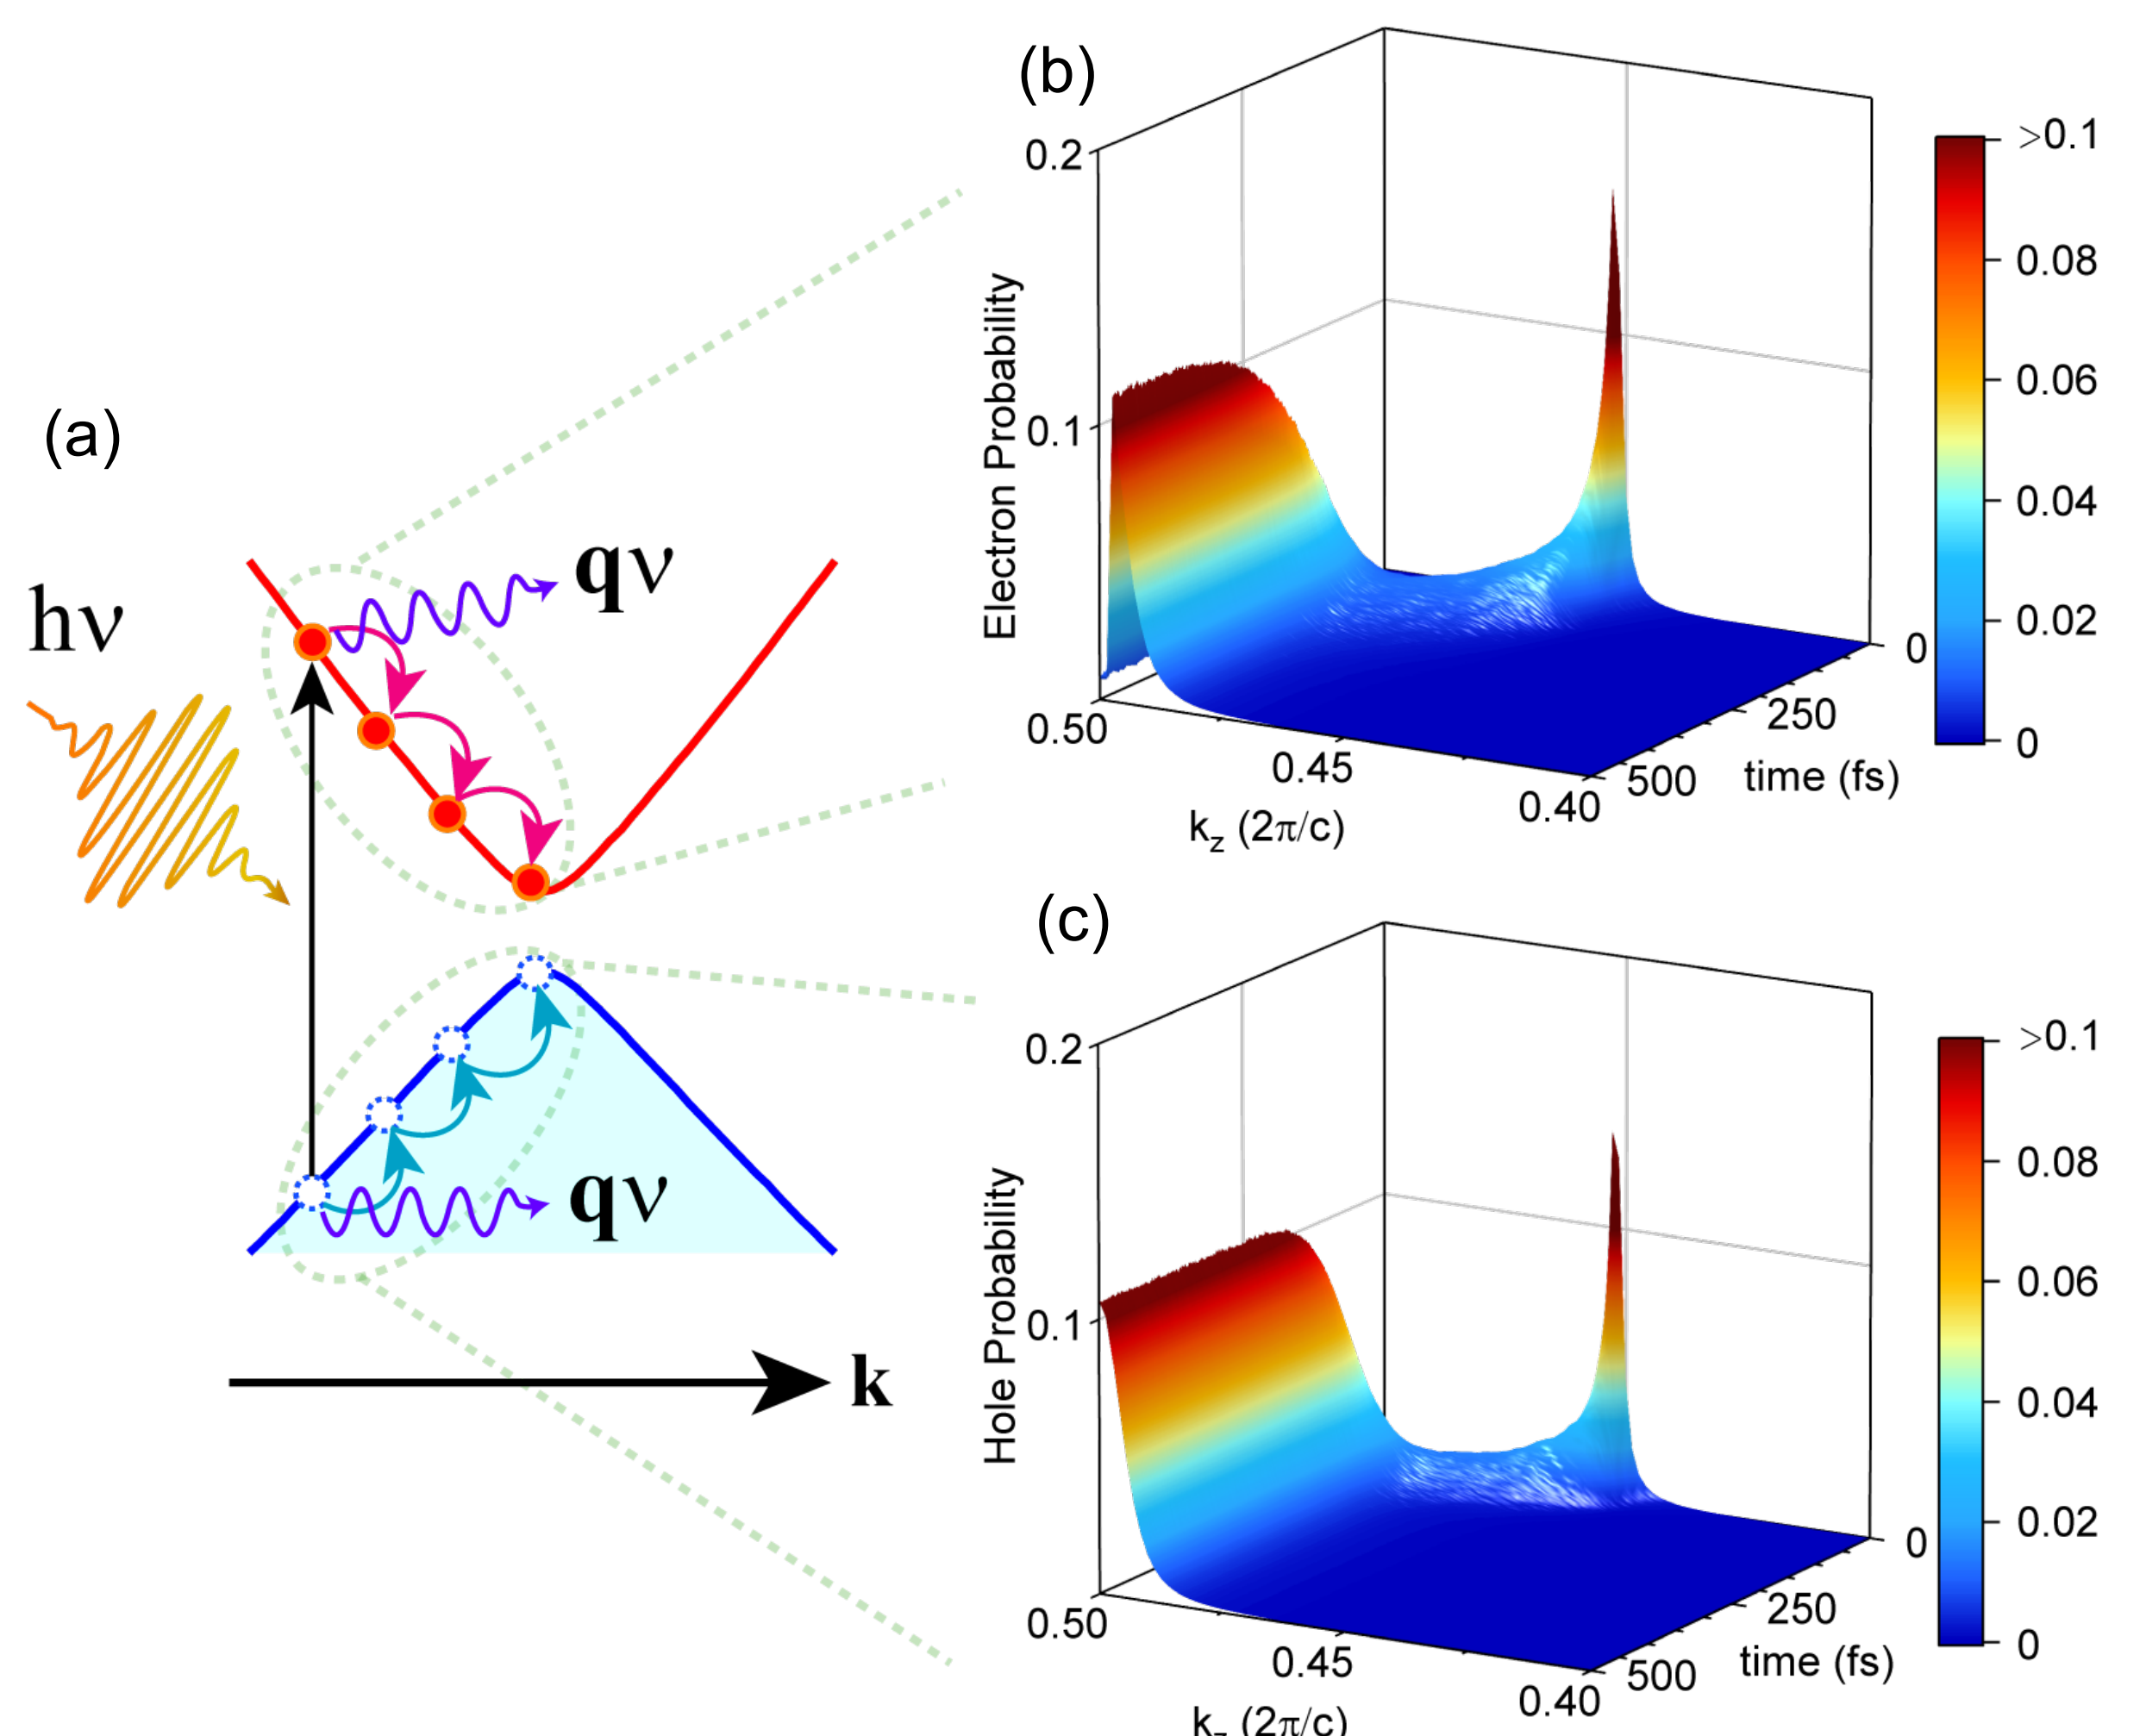 (a)
hν
qν
qν
k
(b)
Electron Probability
0.2
0.1
0.50
0.45
0.40
k_z (2π/c)
0
250
500
time (fs)
>0.1
0.08
0.06
0.04
0.02
0
(c)
Hole Probability
0.2
0.1
0.50
0.45
0.40
k_z (2π/c)
0
250
500
time (fs)
>0.1
0.08
0.06
0.04
0.02
0